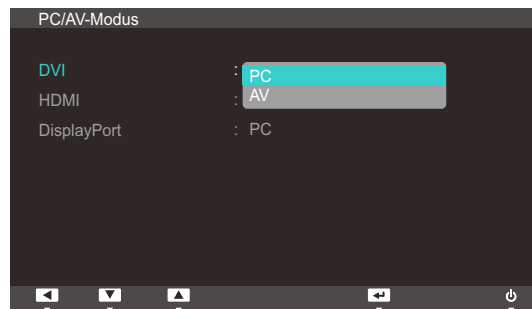 PC/AV-Modus
DVI : PC
HDMI : AV
DisplayPort : PC